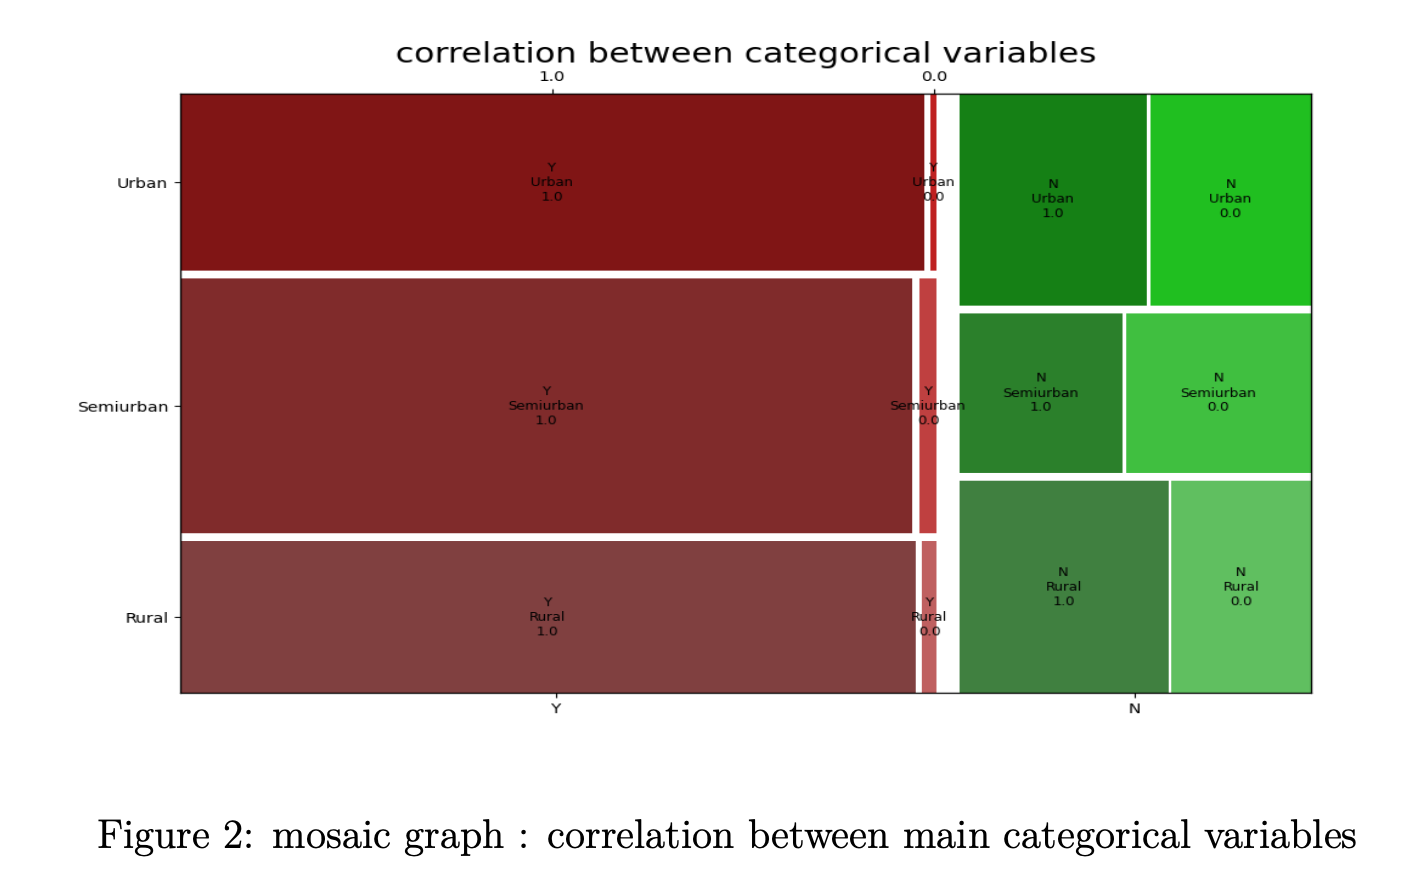 correlation between categorical variables
1.0
0.0
Urban
Semiurban
Rural
Y
Urban
1.0
Y
Urban
0.0
N
Urban
1.0
N
Urban
0.0
Y
Semiurban
1.0
Y
Semiurban
0.0
N
Semiurban
1.0
N
Semiurban
0.0
Y
Rural
1.0
Y
Rural
0.0
N
Rural
1.0
N
Rural
0.0
Y
N
Figure 2: mosaic graph : correlation between main categorical variables